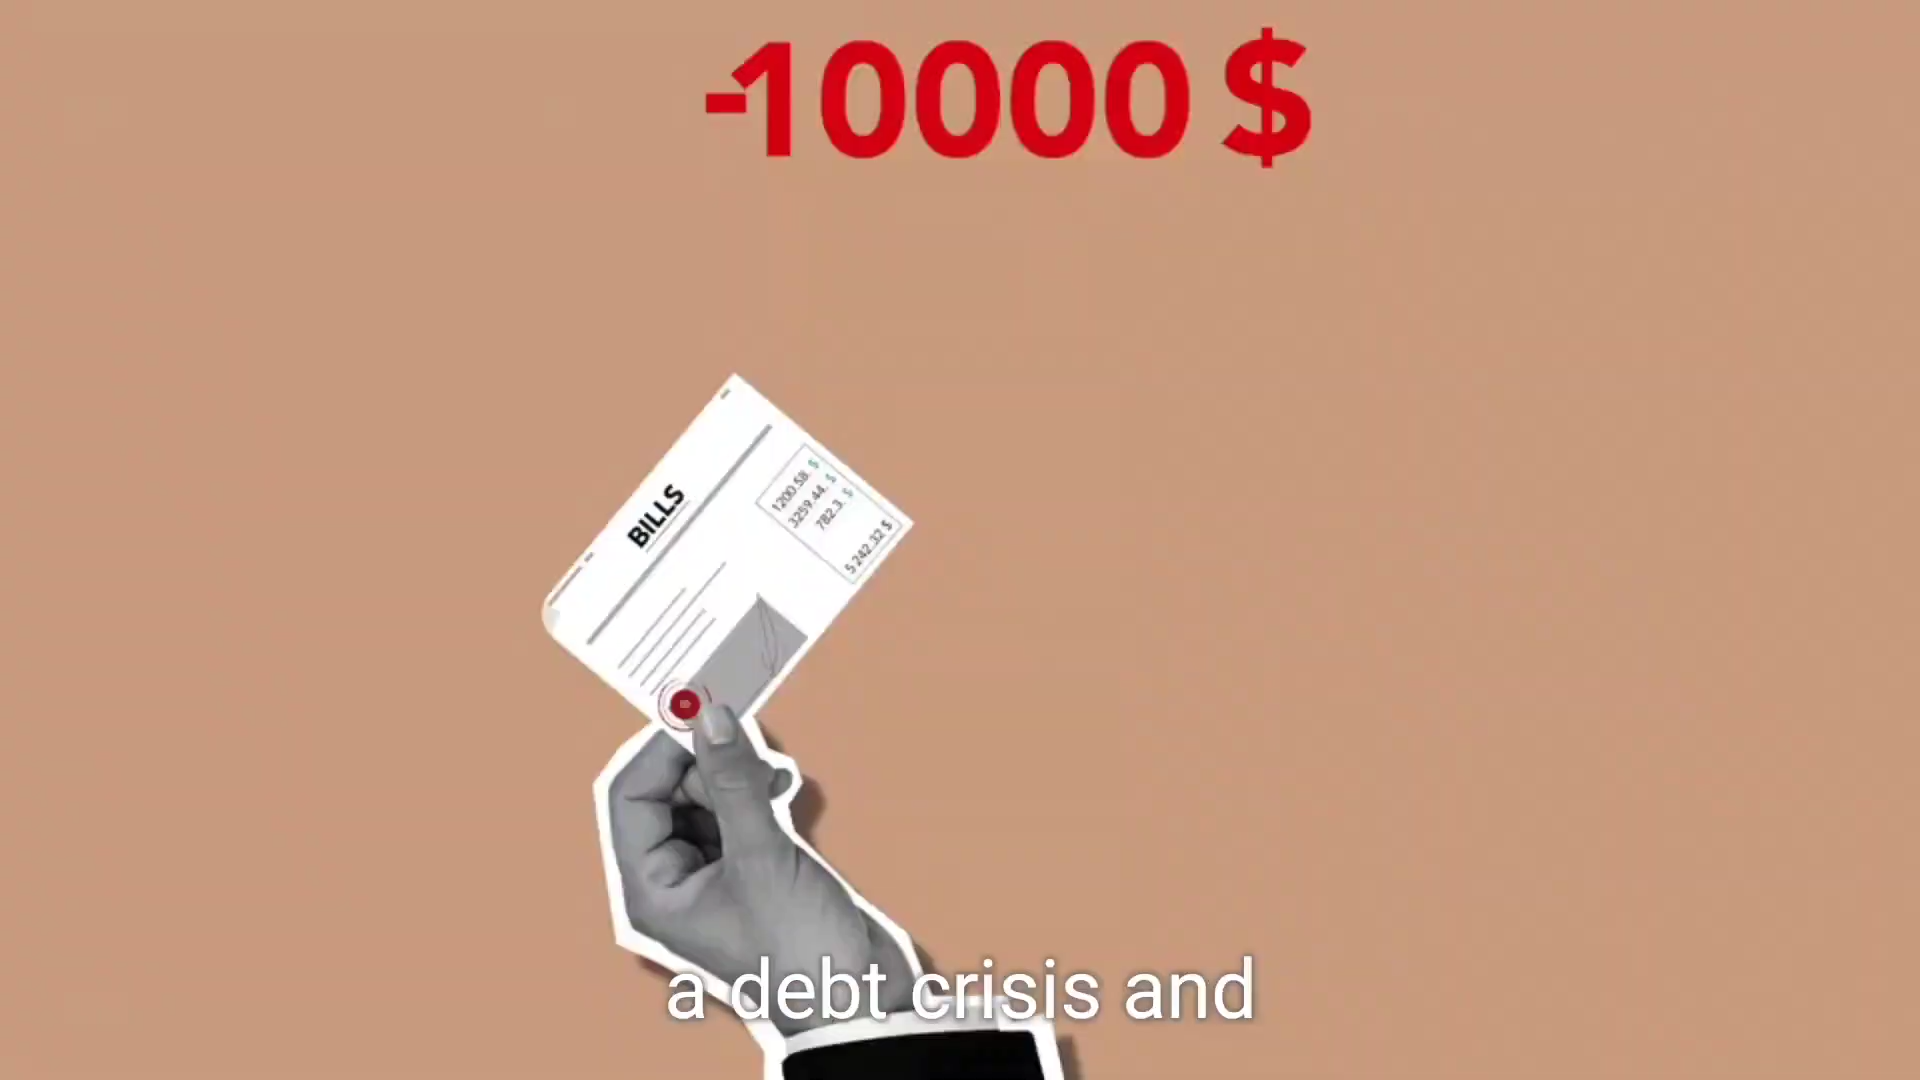 -10000 $
BILLS
1200.58. $
3259.44. $
782.3. $
5 242.32 $
a debt crisis and